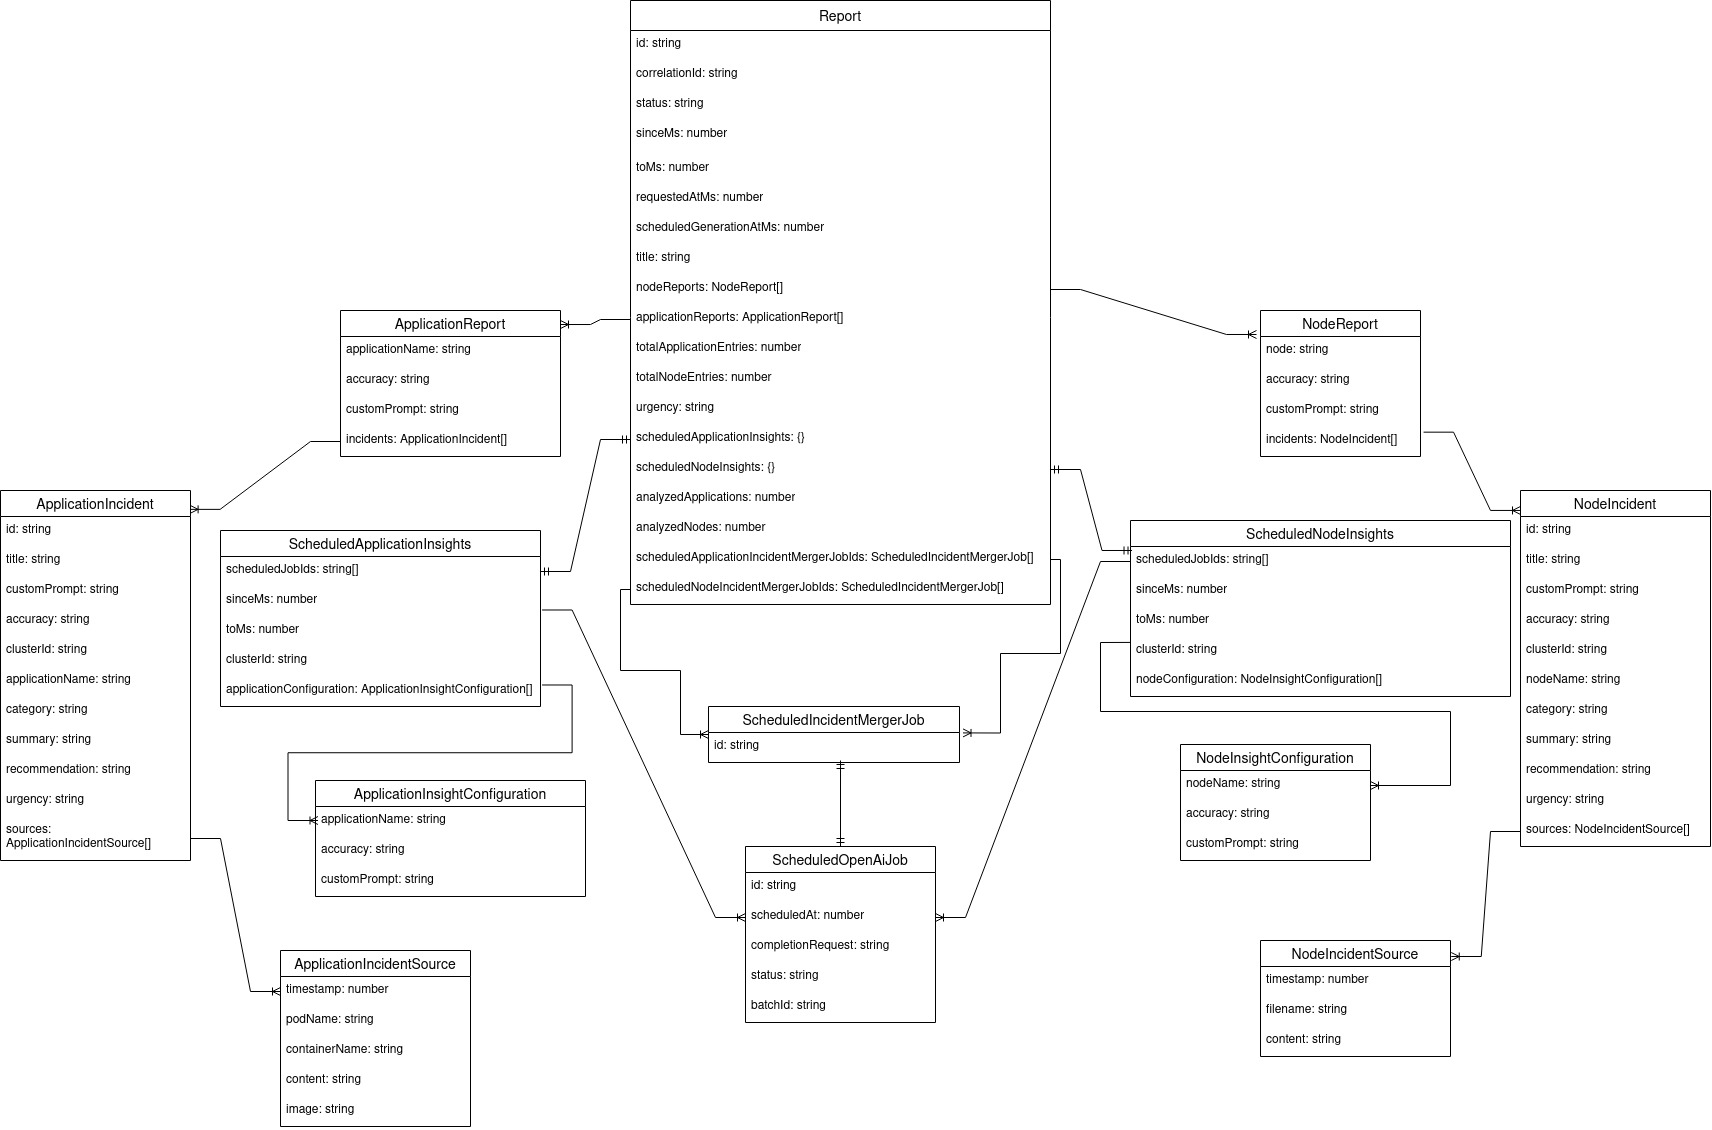 Report
id: string
correlationId: string
status: string
sinceMs: number
toMs: number
requestedAtMs: number
scheduledGenerationAtMs: number
title: string
nodeReports: NodeReport[]
applicationReports: ApplicationReport[]
totalApplicationEntries: number
totalNodeEntries: number
urgency: string
scheduledApplicationInsights: {}
scheduledNodeInsights: {}
analyzedApplications: number
analyzedNodes: number
scheduledApplicationIncidentMergerJobIds: ScheduledIncidentMergerJob[]
scheduledNodeIncidentMergerJobIds: ScheduledIncidentMergerJob[]
ApplicationReport
applicationName: string
accuracy: string
customPrompt: string
incidents: ApplicationIncident[]
NodeReport
node: string
accuracy: string
customPrompt: string
incidents: NodeIncident[]
ApplicationIncident
id: string
title: string
customPrompt: string
accuracy: string
clusterId: string
applicationName: string
category: string
summary: string
recommendation: string
urgency: string
sources:
ApplicationIncidentSource[]
ScheduledApplicationInsights
scheduledJobIds: string[]
sinceMs: number
toMs: number
clusterId: string
applicationConfiguration: ApplicationInsightConfiguration[]
ScheduledNodeInsights
scheduledJobIds: string[]
sinceMs: number
toMs: number
clusterId: string
nodeConfiguration: NodeInsightConfiguration[]
NodeIncident
id: string
title: string
customPrompt: string
accuracy: string
clusterId: string
nodeName: string
category: string
summary: string
recommendation: string
urgency: string
sources: NodeIncidentSource[]
ScheduledIncidentMergerJob
id: string
ApplicationInsightConfiguration
applicationName: string
accuracy: string
customPrompt: string
NodeInsightConfiguration
nodeName: string
accuracy: string
customPrompt: string
ScheduledOpenAiJob
id: string
scheduledAt: number
completionRequest: string
status: string
batchId: string
ApplicationIncidentSource
timestamp: number
podName: string
containerName: string
content: string
image: string
NodeIncidentSource
timestamp: number
filename: string
content: string